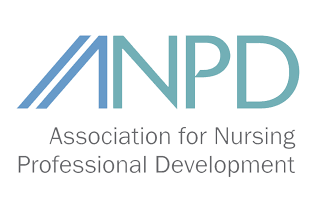 ANPD
Association for Nursing
Professional Development